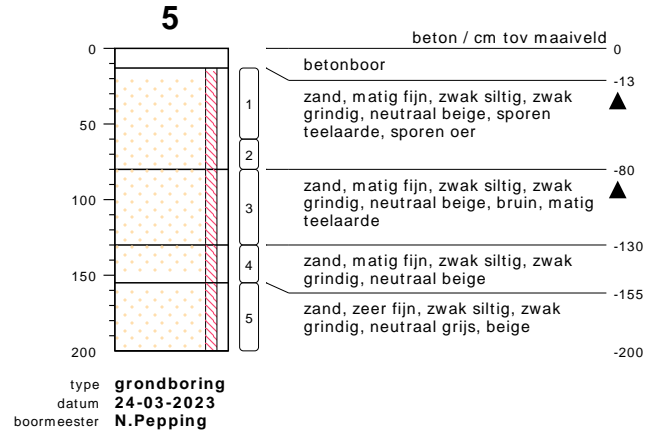 5
beton / cm tov maaiveld
0
0
betonboor
-13
zand, matig fijn, zwak siltig, zwak
grindig, neutraal beige, sporen
teelaarde, sporen oer
1
50
2
-80
zand, matig fijn, zwak siltig, zwak
grindig, neutraal beige, bruin, matig
teelaarde
100
3
-130
zand, matig fijn, zwak siltig, zwak
grindig, neutraal beige
4
150
-155
zand, zeer fijn, zwak siltig, zwak
grindig, neutraal grijs, beige
5
200
-200
type grondboring
datum 24-03-2023
boormeester N.Pepping